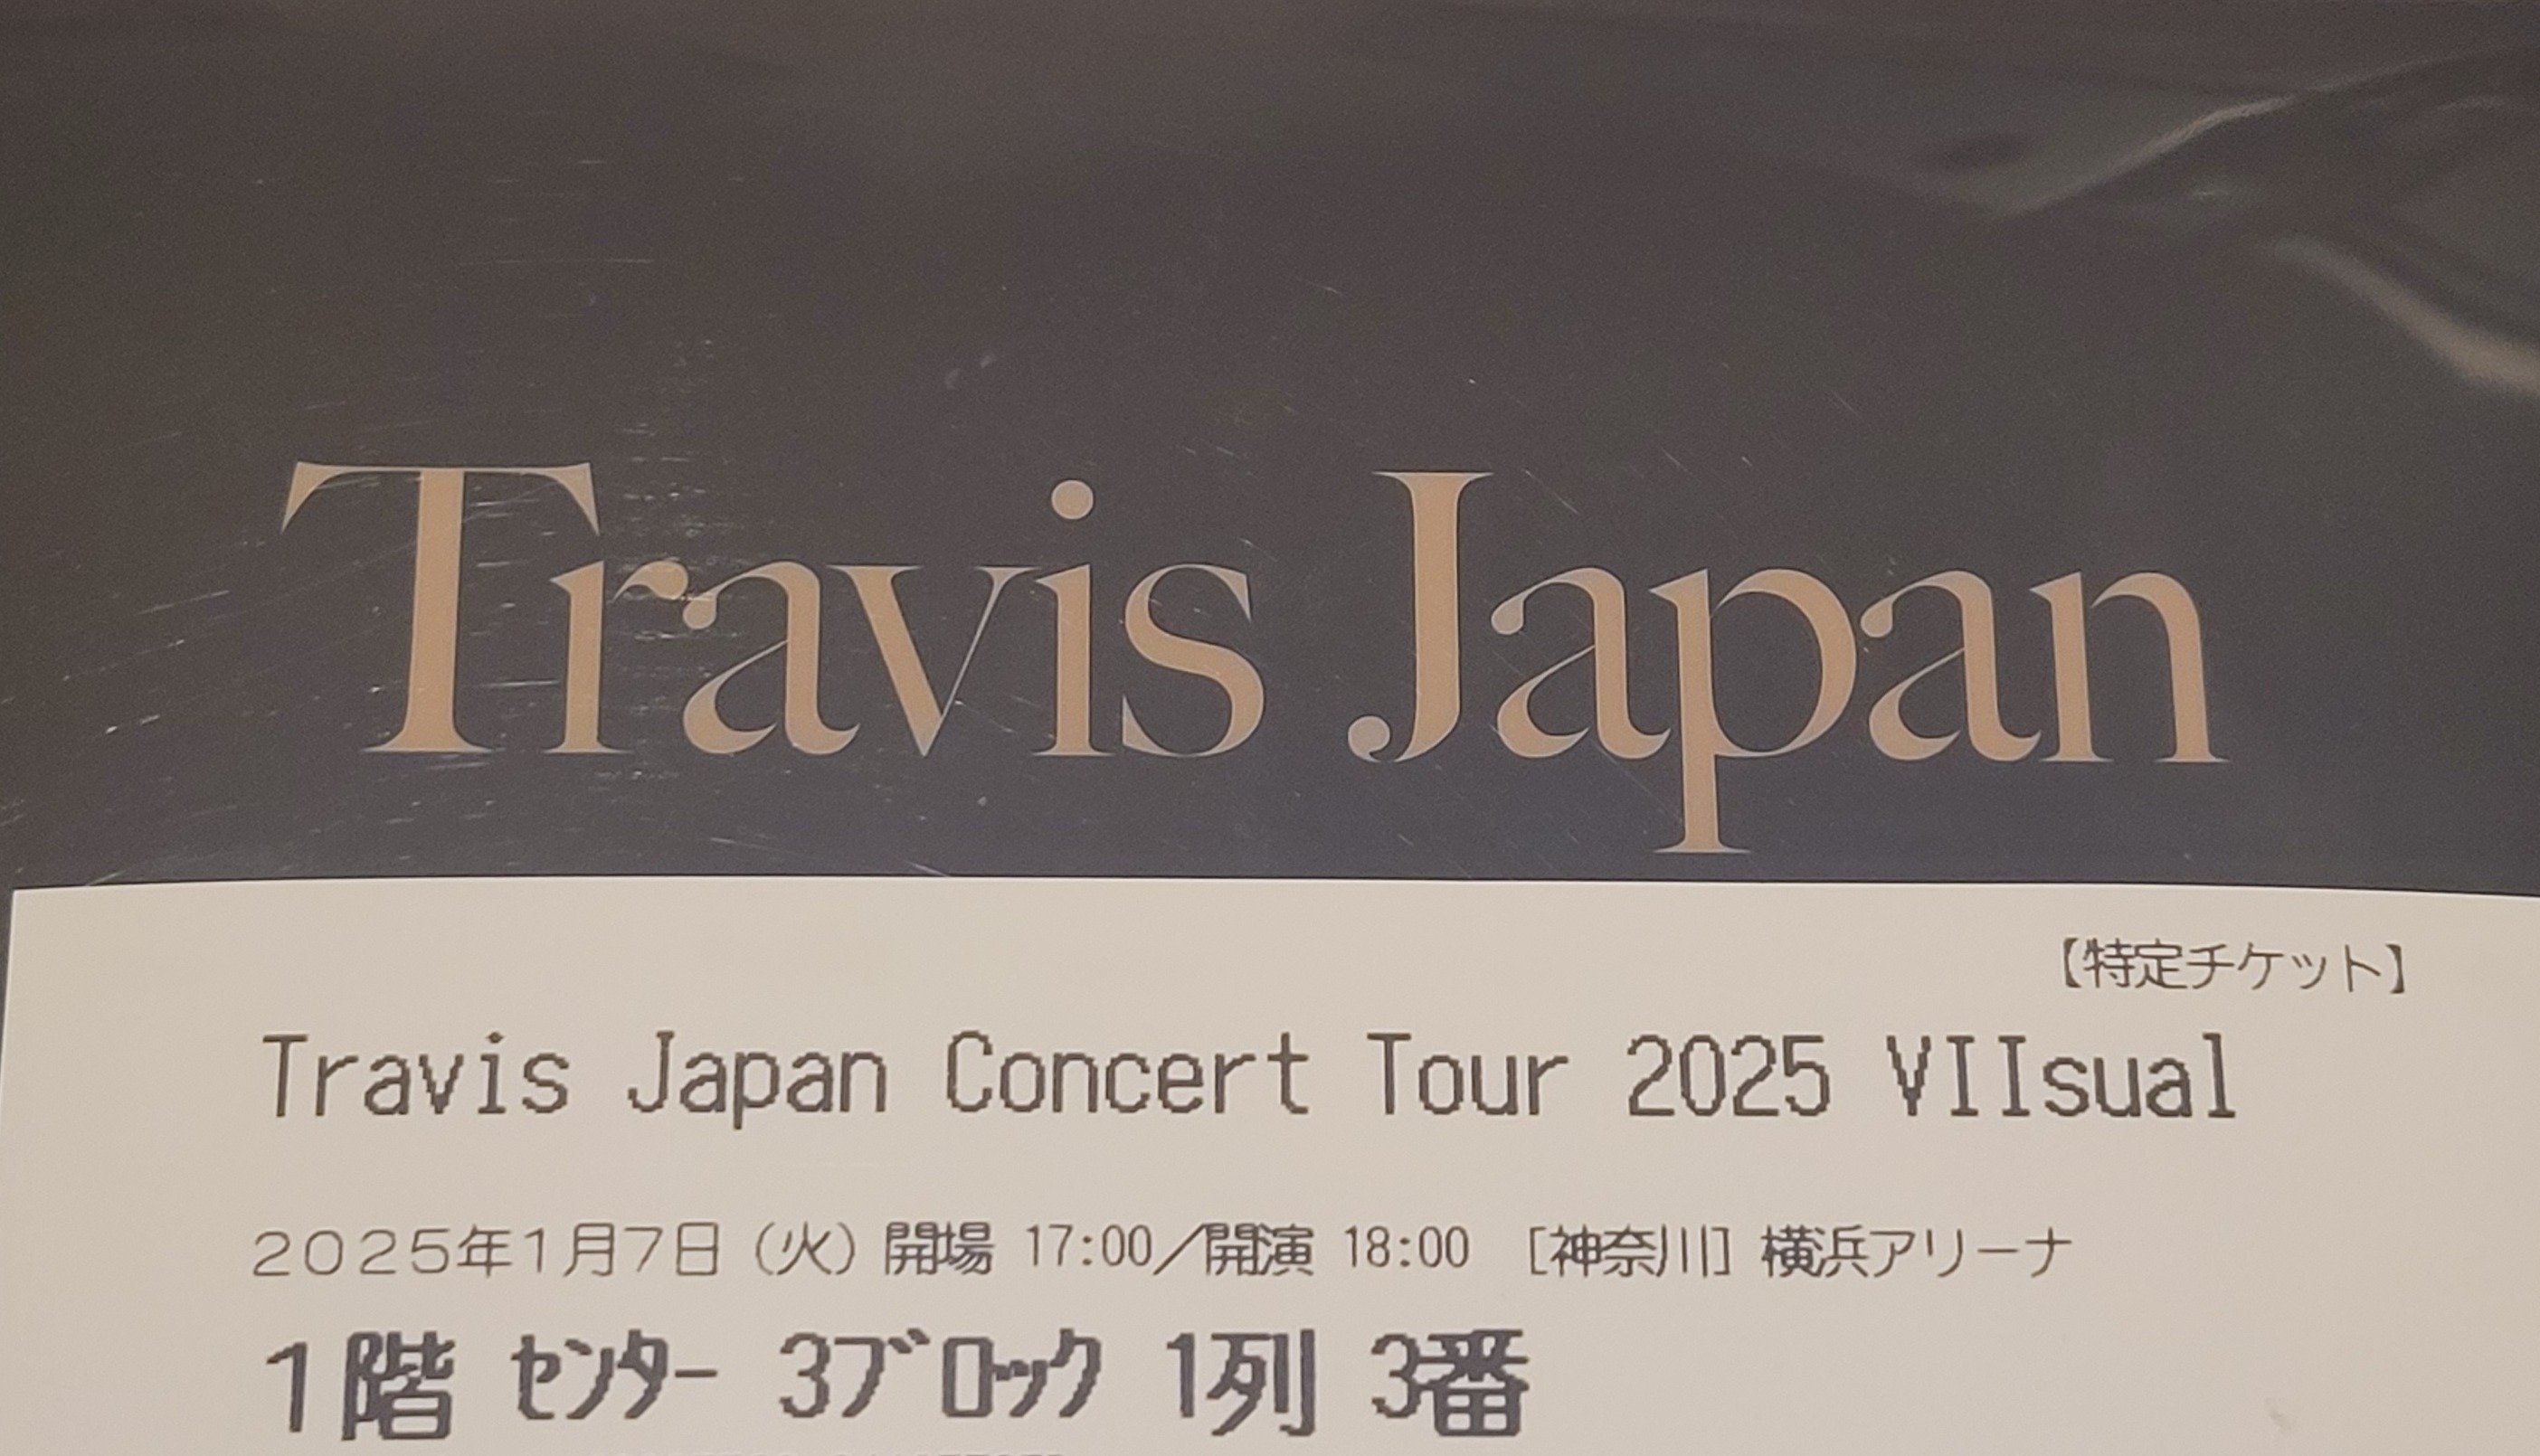 Travis Japan
【特定チケット】
Travis Japan Concert Tour 2025 VIIsual
２０２５年１月７日（火）開場 17:00／開演 18:00 ［神奈川］横浜アリーナ
１階 ｾﾝﾀｰ 3ﾌﾞﾛｯｸ 1列 3番